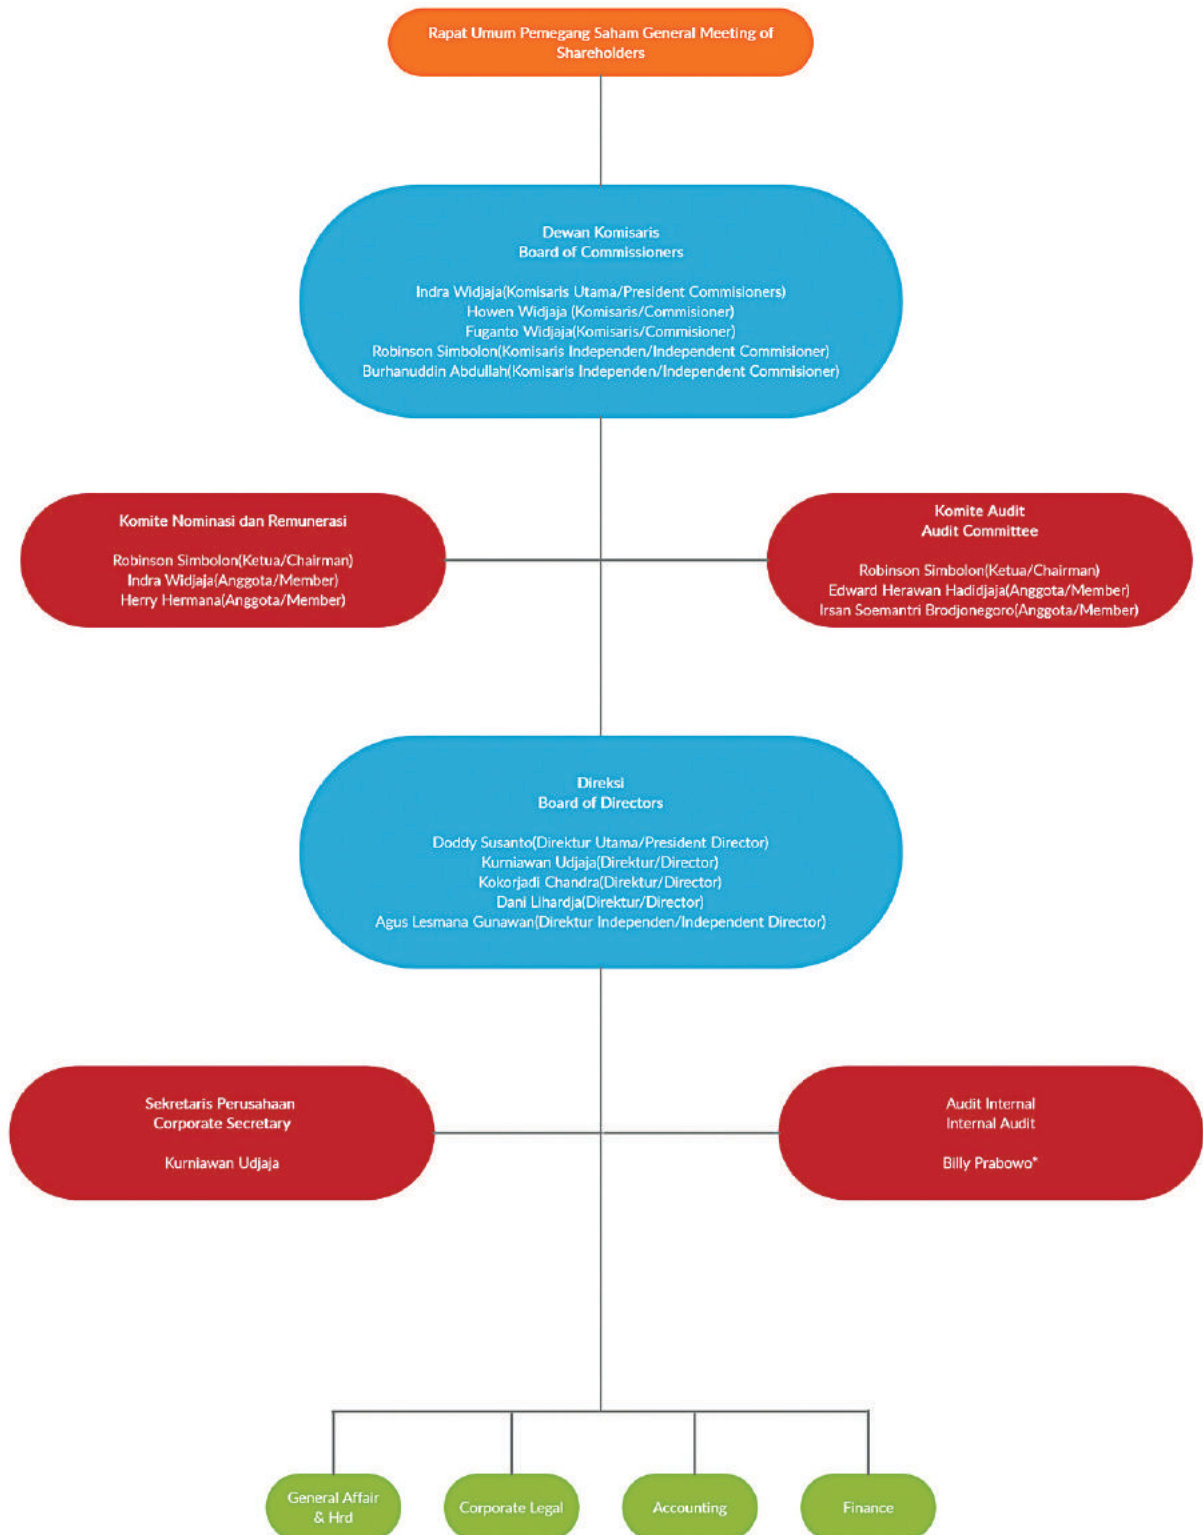 Rapat Umum Pemegang Saham General Meeting of
Shareholders
Dewan Komisaris
Board of Commissioners
Indra Widjaja(Komisaris Utama/President Commisioners)
Howen Widjaja (Komisaris/Commisioner)
Fuganto Widjaja(Komisaris/Commisioner)
Robinson Simbolon(Komisaris Independen/Independent Commisioner)
Burhanuddin Abdullah(Komisaris Independen/Independent Commisioner)
Komite Nominasi dan Remunerasi
Robinson Simbolon(Ketua/Chairman)
Indra Widjaja(Anggota/Member)
Herry Hermana(Anggota/Member)
Komite Audit
Audit Committee
Robinson Simbolon(Ketua/Chairman)
Edward Herawan Hadidjaja(Anggota/Member)
Irsan Soemantri Brodjonegoro(Anggota/Member)
Direksi
Board of Directors
Doddy Susanto(Direktur Utama/President Director)
Kurniawan Udjaja(Direktur/Director)
Kokorjadi Chandra(Direktur/Director)
Dani Lihardja(Direktur/Director)
Agus Lesmana Gunawan(Direktur Independen/Independent Director)
Sekretaris Perusahaan
Corporate Secretary
Kurniawan Udjaja
Audit Internal
Internal Audit
Billy Prabowo*
General Affair
& Hrd
Corporate Legal
Accounting
Finance